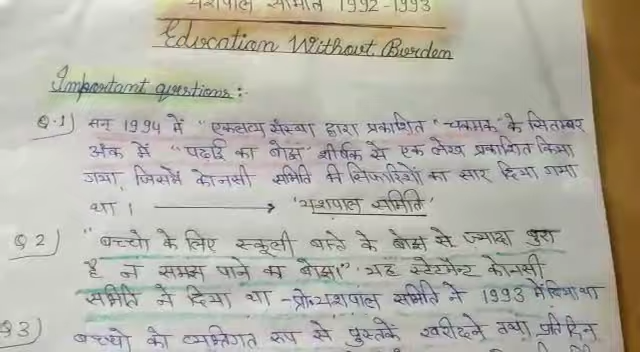 यशपाल समिति 1992-1993
Education Without Burden
Important questions:-
Q.1) सन् 1994 में "एकलव्य संस्था द्वारा प्रकाशित "चकमक" के सितम्बर
अंक में "पढ़ाई का बोझ" शीर्षक से एक लेख प्रकाशित किया
गया, जिसमें कोनसी समिति की सिफारिशों का सार दिया गया
था। → 'यशपाल समिति'
Q 2) "बच्चो के लिए स्कूली बस्ते के बोझ से ज्यादा बुरा
है न समझ पाने का बोझ।" यह स्टेटमेन्ट कोनसी
समिति ने दिया था -प्रो॰यशपाल समिति ने 1993 में दिया था
Q3) बच्चो को व्यक्तिगत रूप से पुस्तकें खरीदने तथा प्रतिदिन